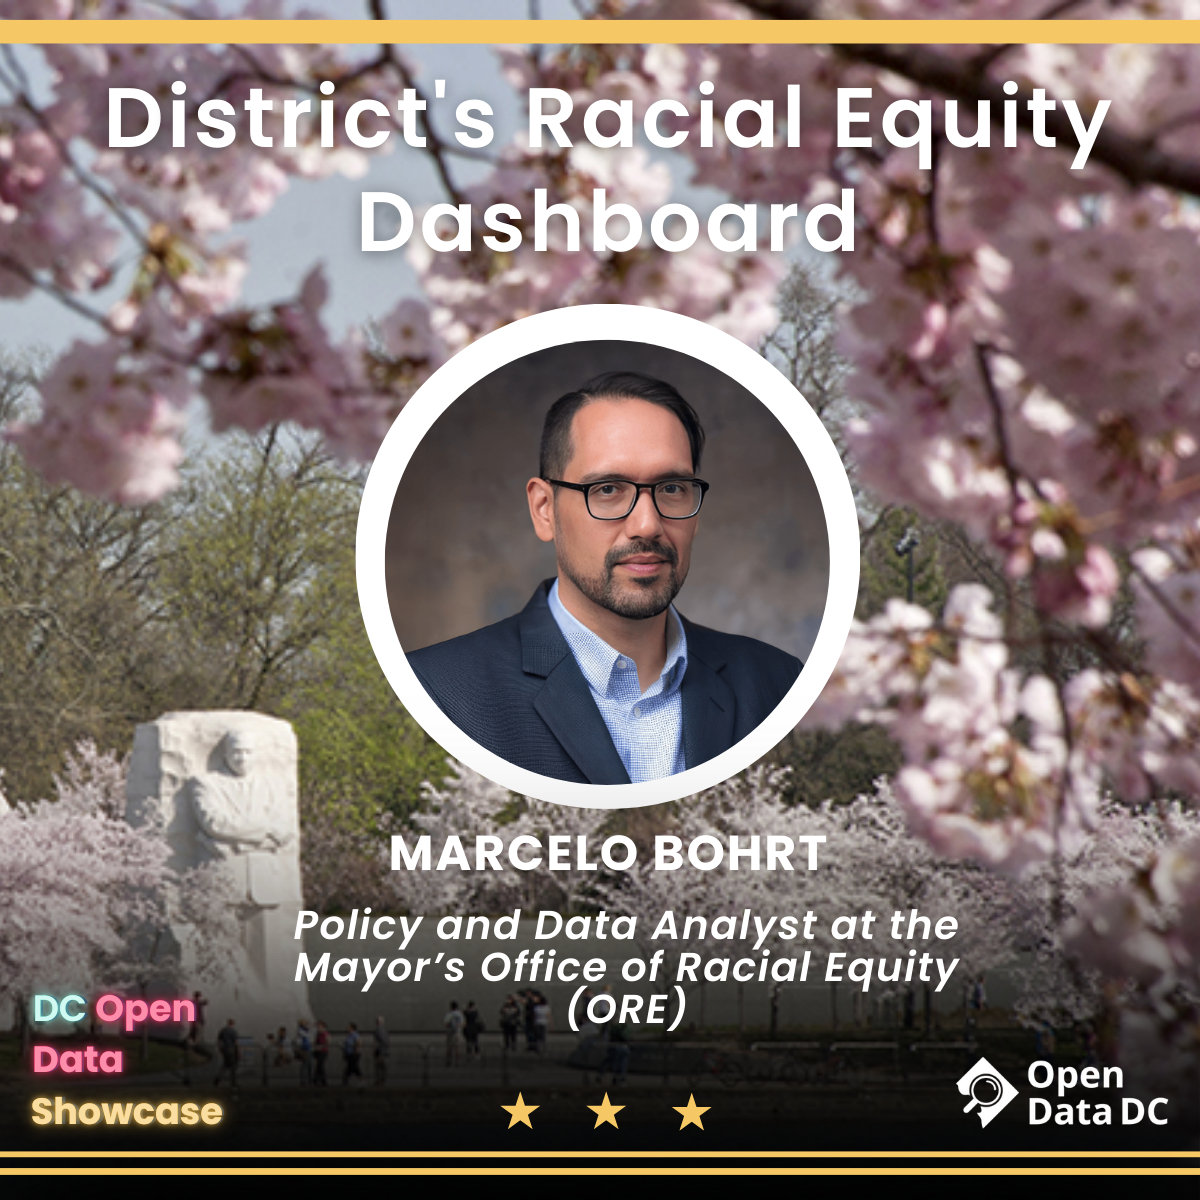 District's Racial Equity
Dashboard
MARCELO BOHRT
Policy and Data Analyst at the
Mayor’s Office of Racial Equity
(ORE)
DC Open
Data
Showcase
Open
Data DC